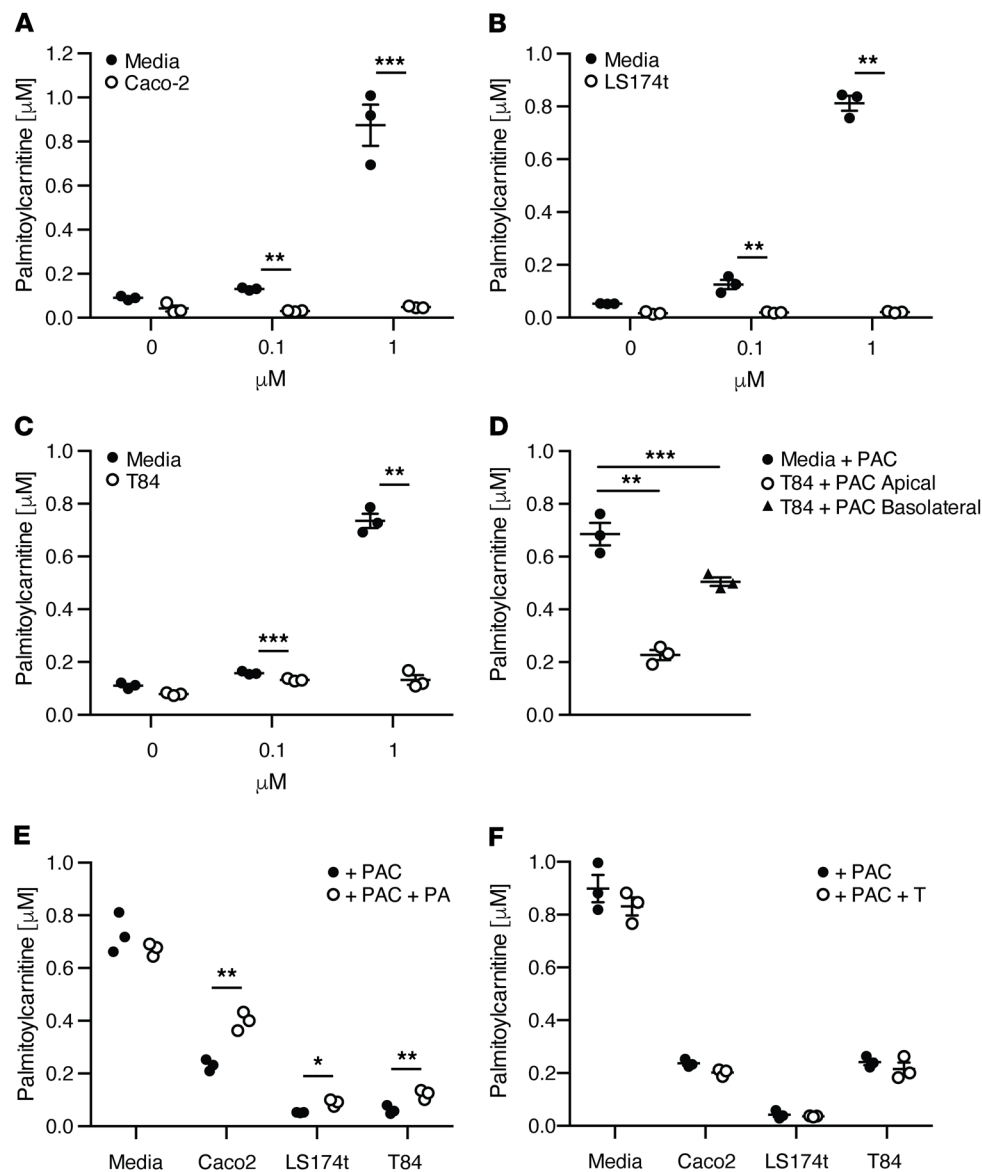 A
Palmitoylcarnitine [μM]
1.2
1.0
0.8
0.6
0.4
0.2
0.0
Media
Caco-2
**
***
0
0.1
1
μM
B
Palmitoylcarnitine [μM]
1.0
0.8
0.6
0.4
0.2
0.0
Media
LS174t
**
**
0
0.1
1
μM
C
Palmitoylcarnitine [μM]
1.0
0.8
0.6
0.4
0.2
0.0
Media
T84
***
**
0
0.1
1
μM
D
Palmitoylcarnitine [μM]
1.0
0.8
0.6
0.4
0.2
0.0
***
**
Media + PAC
T84 + PAC Apical
T84 + PAC Basolateral
E
Palmitoylcarnitine [μM]
1.0
0.8
0.6
0.4
0.2
0.0
+ PAC
+ PAC + PA
**
*
**
Media
Caco2
LS174t
T84
F
Palmitoylcarnitine [μM]
1.0
0.8
0.6
0.4
0.2
0.0
+ PAC
+ PAC + T
Media
Caco2
LS174t
T84